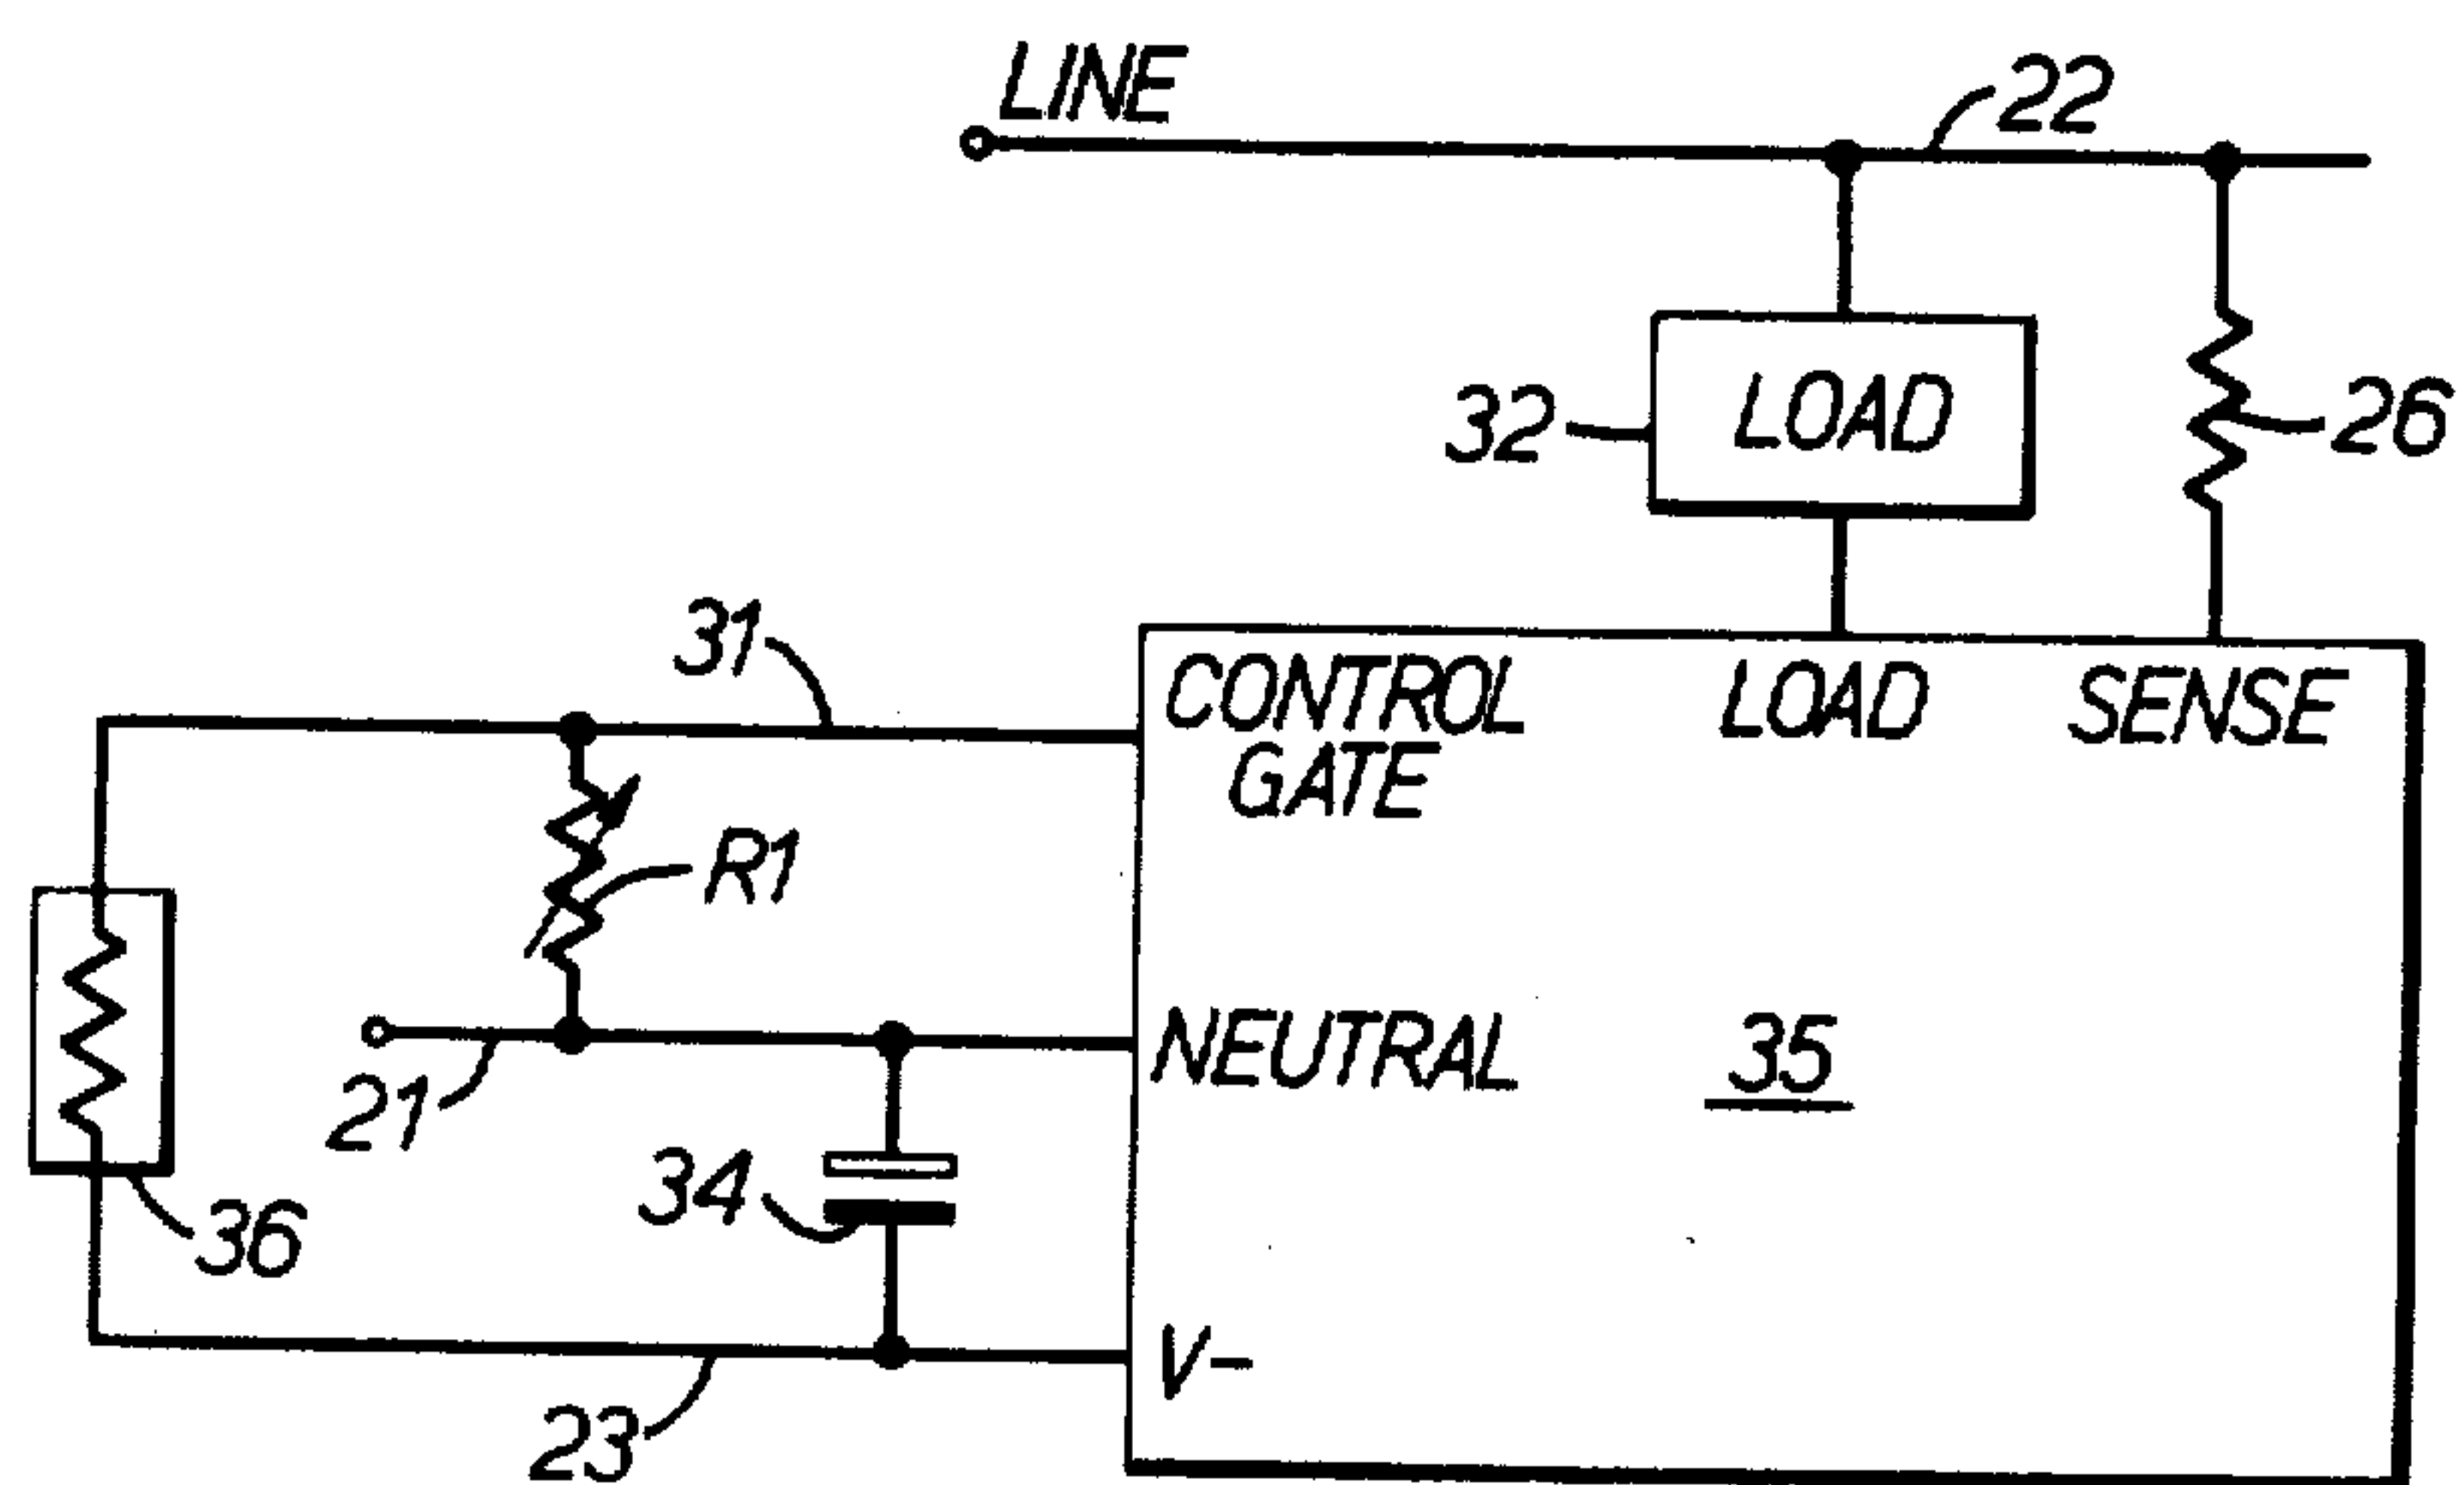 LINE
22
32
LOAD
26
31
CONTROL
GATE
LOAD
SENSE
R1
NEUTRAL
35
21
34
36
V-
23